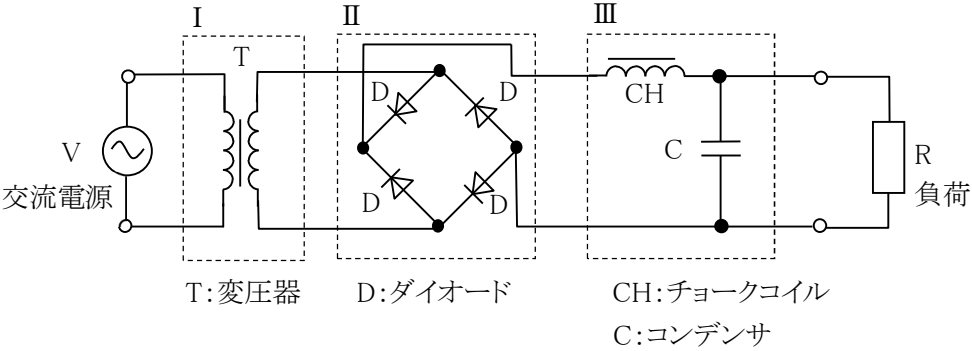 Ⅰ
Ⅱ
Ⅲ
T
D
D
D
D
CH
C
V
交流電源
R
負荷
T:変圧器
D:ダイオード
CH:チョークコイル
C:コンデンサ